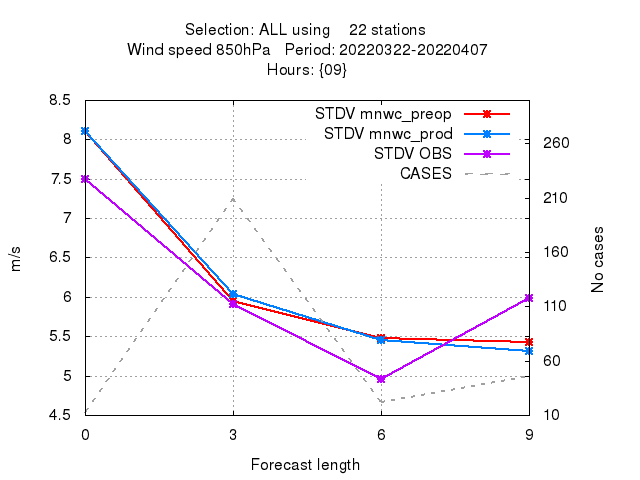 Selection: ALL using 22 stations
Wind speed 850hPa Period: 20220322-20220407
Hours: {09}
STDV mnwc_preop
STDV mnwc_prod
STDV OBS
CASES
8.5
8
7.5
7
6.5
6
5.5
5
4.5
m/s
260
210
160
110
60
10
No cases
0 3 6 9
Forecast length